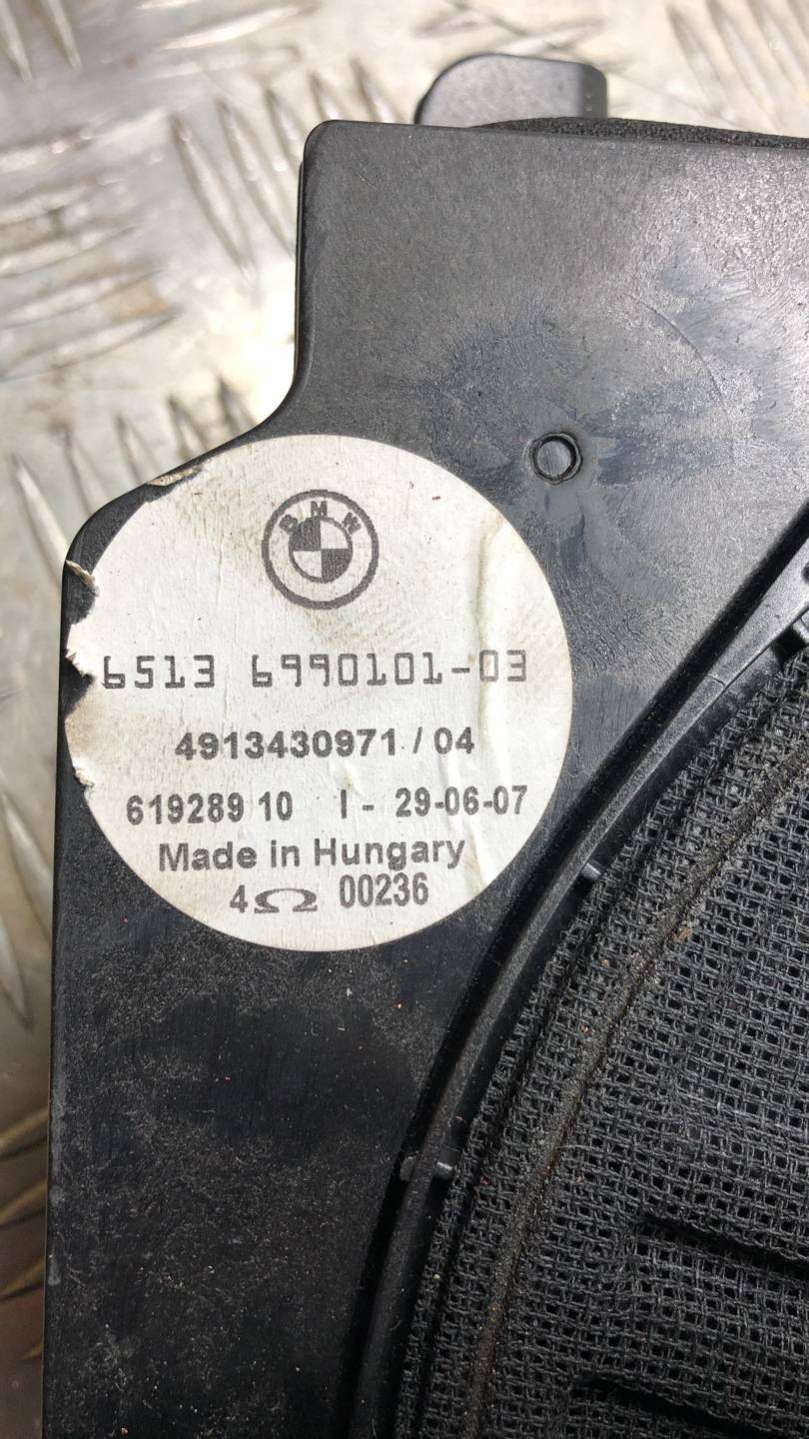 BMW
6513 6990101-03
4913430971 / 04
619289 10 I - 29-06-07
Made in Hungary
4Ω 00236